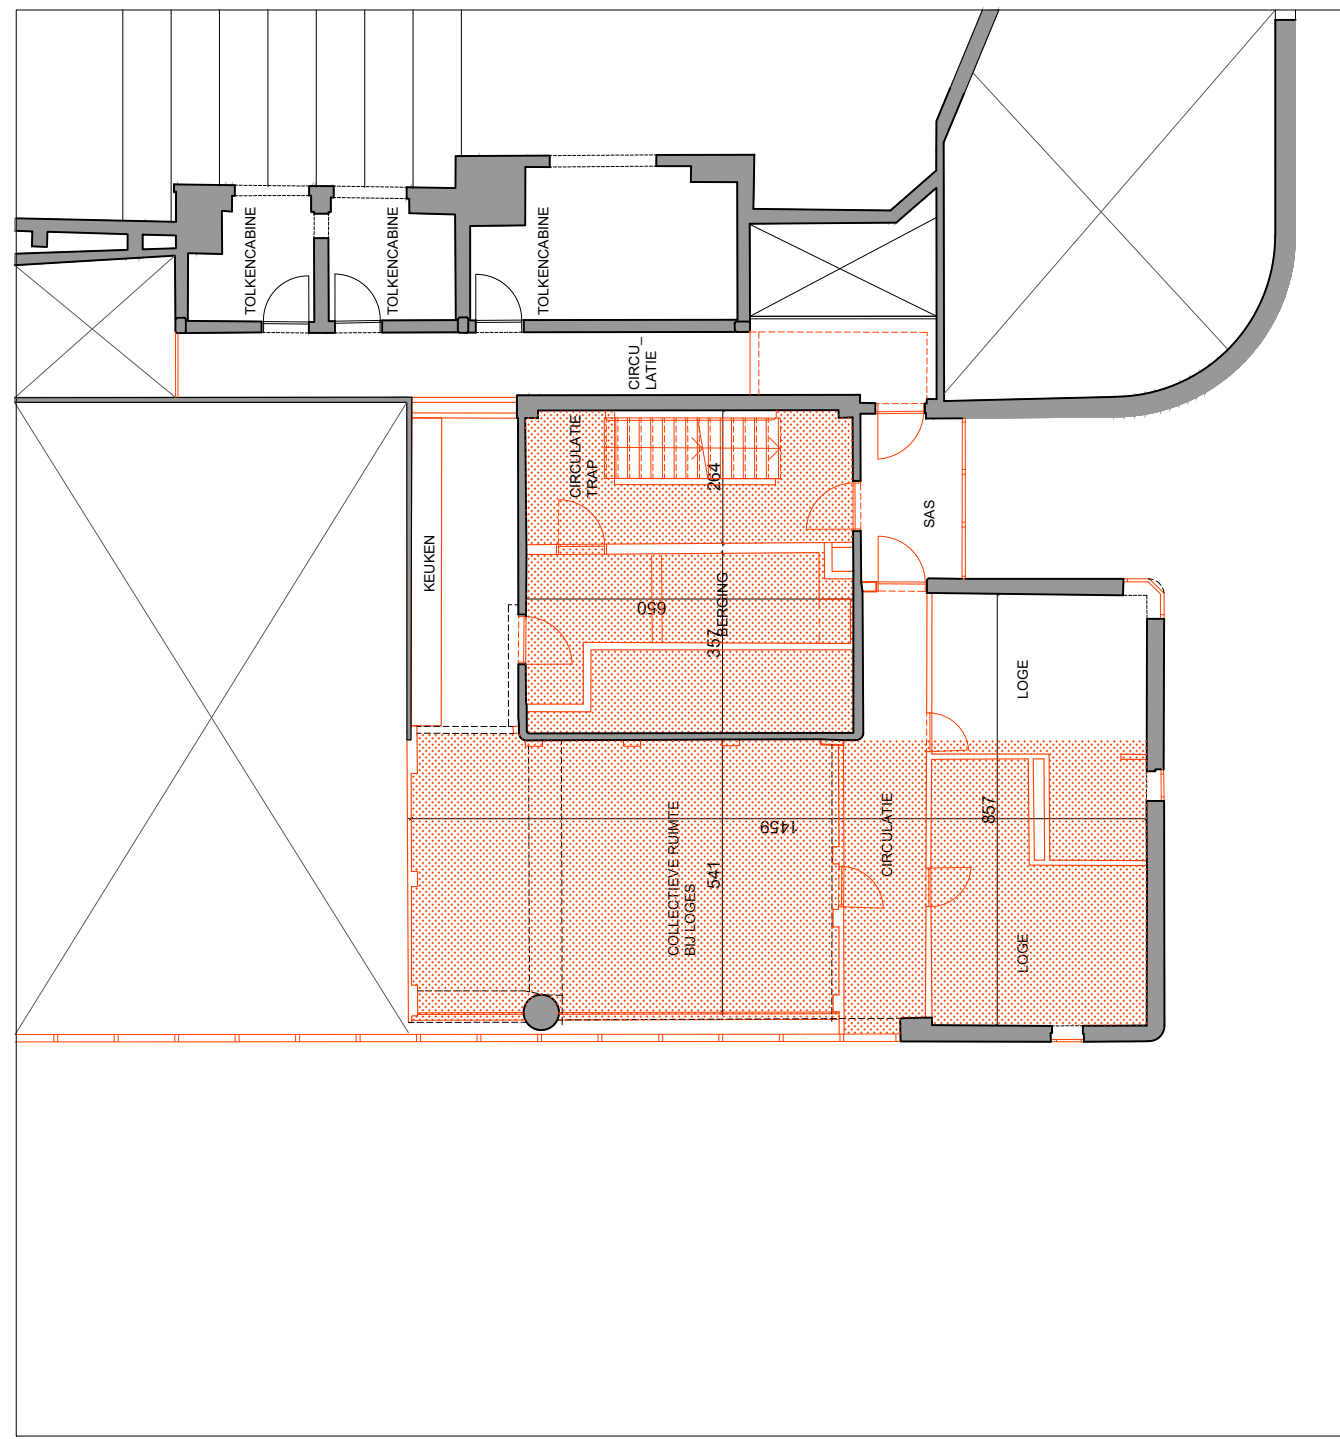 TOLKENCABINE
TOLKENCABINE
TOLKENCABINE
CIRCU_
LATIE
CIRCULATIE
TRAP
264
SAS
KEUKEN
BERGING
650
357
LOGE
COLLECTIEVE RUIMTE
BIJ LOGES
1459
541
CIRCULATIE
857
LOGE